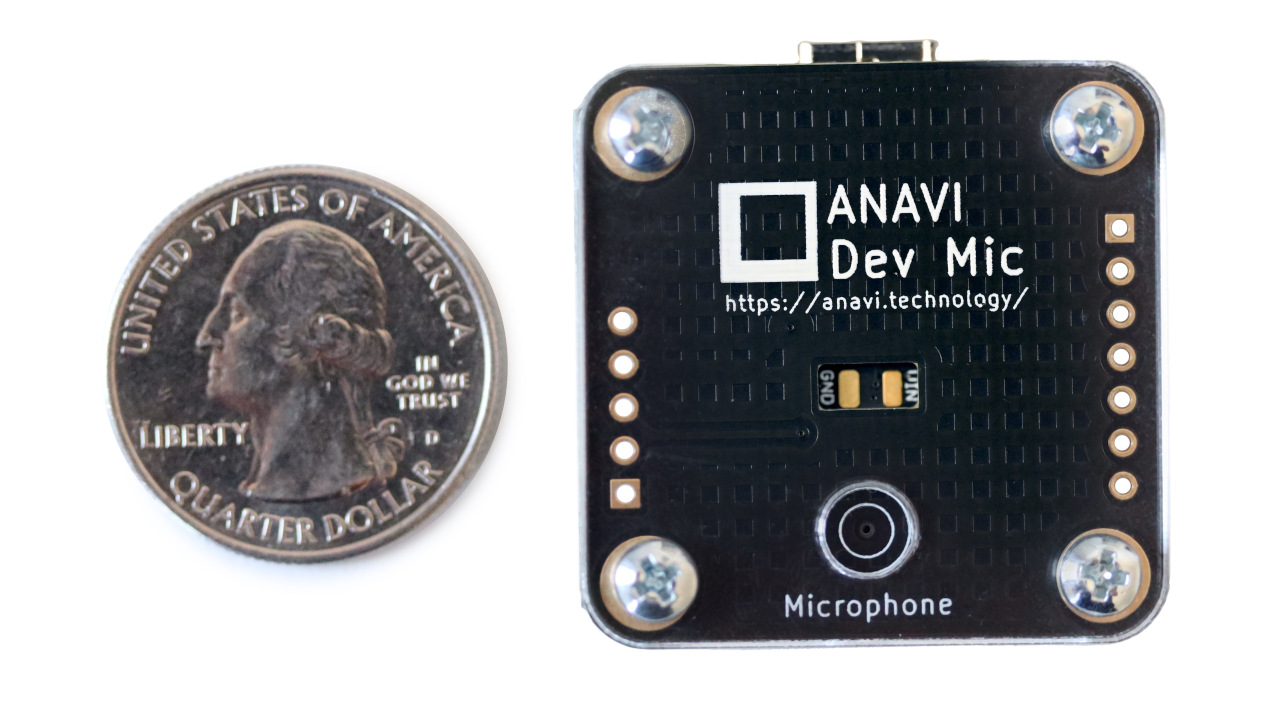 UNITED STATES OF AMERICA
IN
GOD WE
TRUST
LIBERTY
D
QUARTER DOLLAR
ANAVI
Dev Mic
https://anavi.technology/
GND
VIN
Microphone